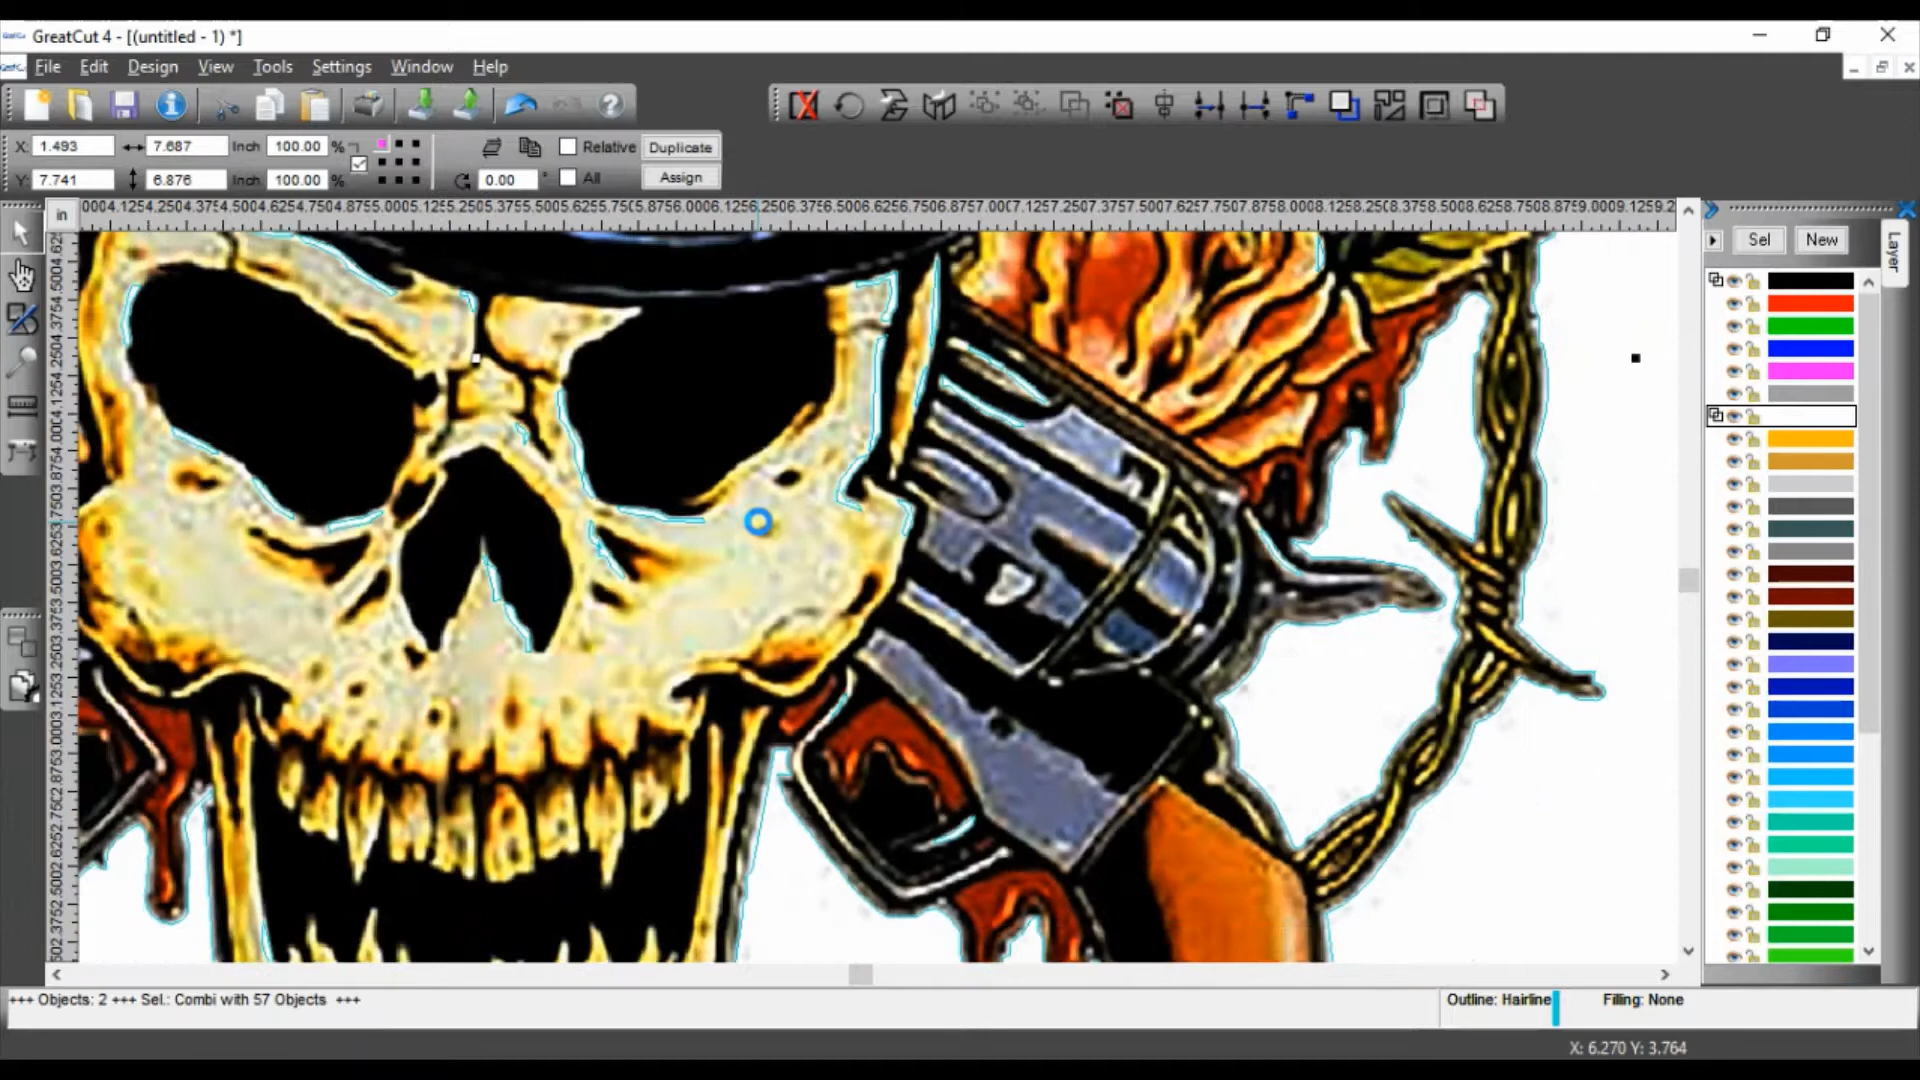 GreatCut 4 - [(untitled - 1) *]
File Edit Design View Tools Settings Window Help
X: 1.493 7.687 Inch 100.00 % Relative Duplicate
Y: 7.741 6.876 Inch 100.00 % 0.00 ° All Assign
in
Sel New
Layer
+++ Objects: 2 +++ Sel.: Combi with 57 Objects +++
Outline: Hairline Filling: None
X: 6.270 Y: 3.764